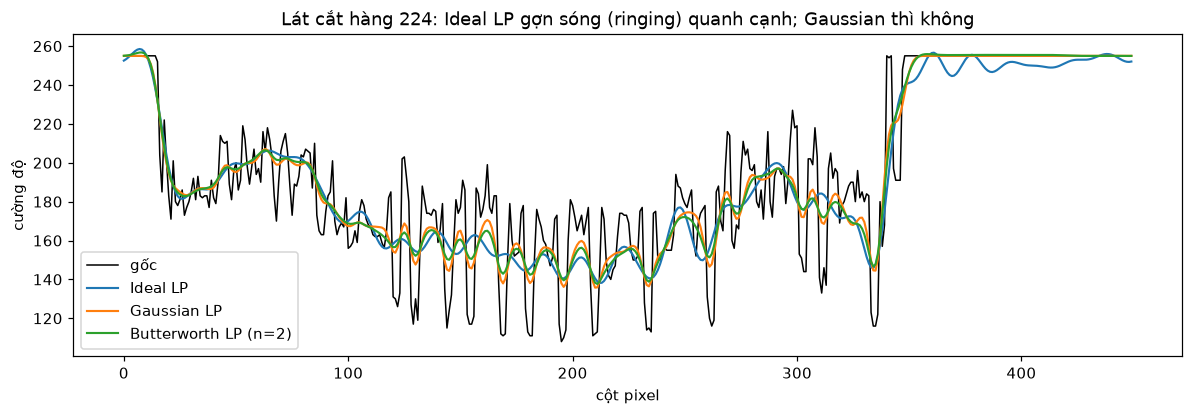 Lát cắt hàng 224: Ideal LP gợn sóng (ringing) quanh cạnh; Gaussian thì không
260
240
220
200
180
160
140
120
cường độ
gốc
Ideal LP
Gaussian LP
Butterworth LP (n=2)
0 100 200 300 400
cột pixel